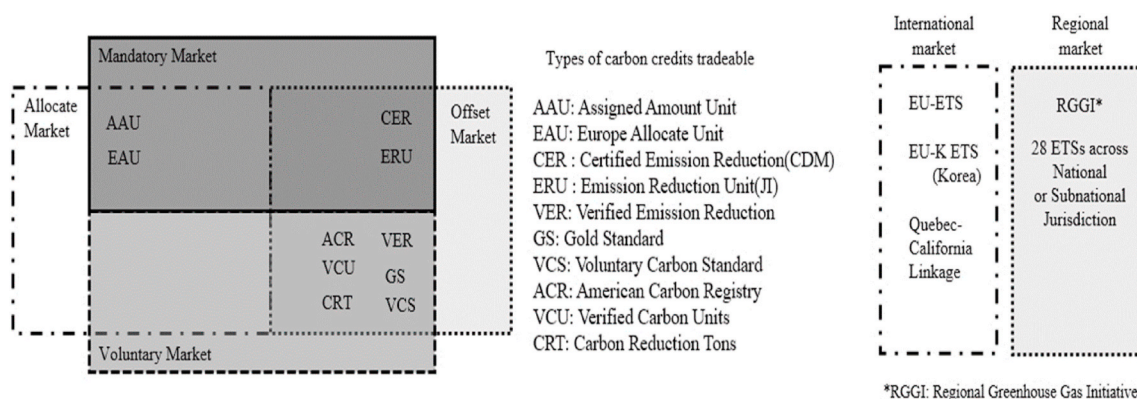 Mandatory Market
Allocate
Market
AAU
EAU
CER
ERU
Offset
Market
ACR
VER
VCU
GS
CRT
VCS
Voluntary Market
Types of carbon credits tradeable
AAU: Assigned Amount Unit
EAU: Europe Allocate Unit
CER : Certified Emission Reduction(CDM)
ERU : Emission Reduction Unit(JI)
VER: Verified Emission Reduction
GS: Gold Standard
VCS: Voluntary Carbon Standard
ACR: American Carbon Registry
VCU: Verified Carbon Units
CRT: Carbon Reduction Tons
International
market
EU-ETS
EU-K ETS
(Korea)
Quebec-
California
Linkage
Regional
market
RGGI*
28 ETSs across
National
or Subnational
Jurisdiction
*RGGI: Regional Greenhouse Gas Initiative